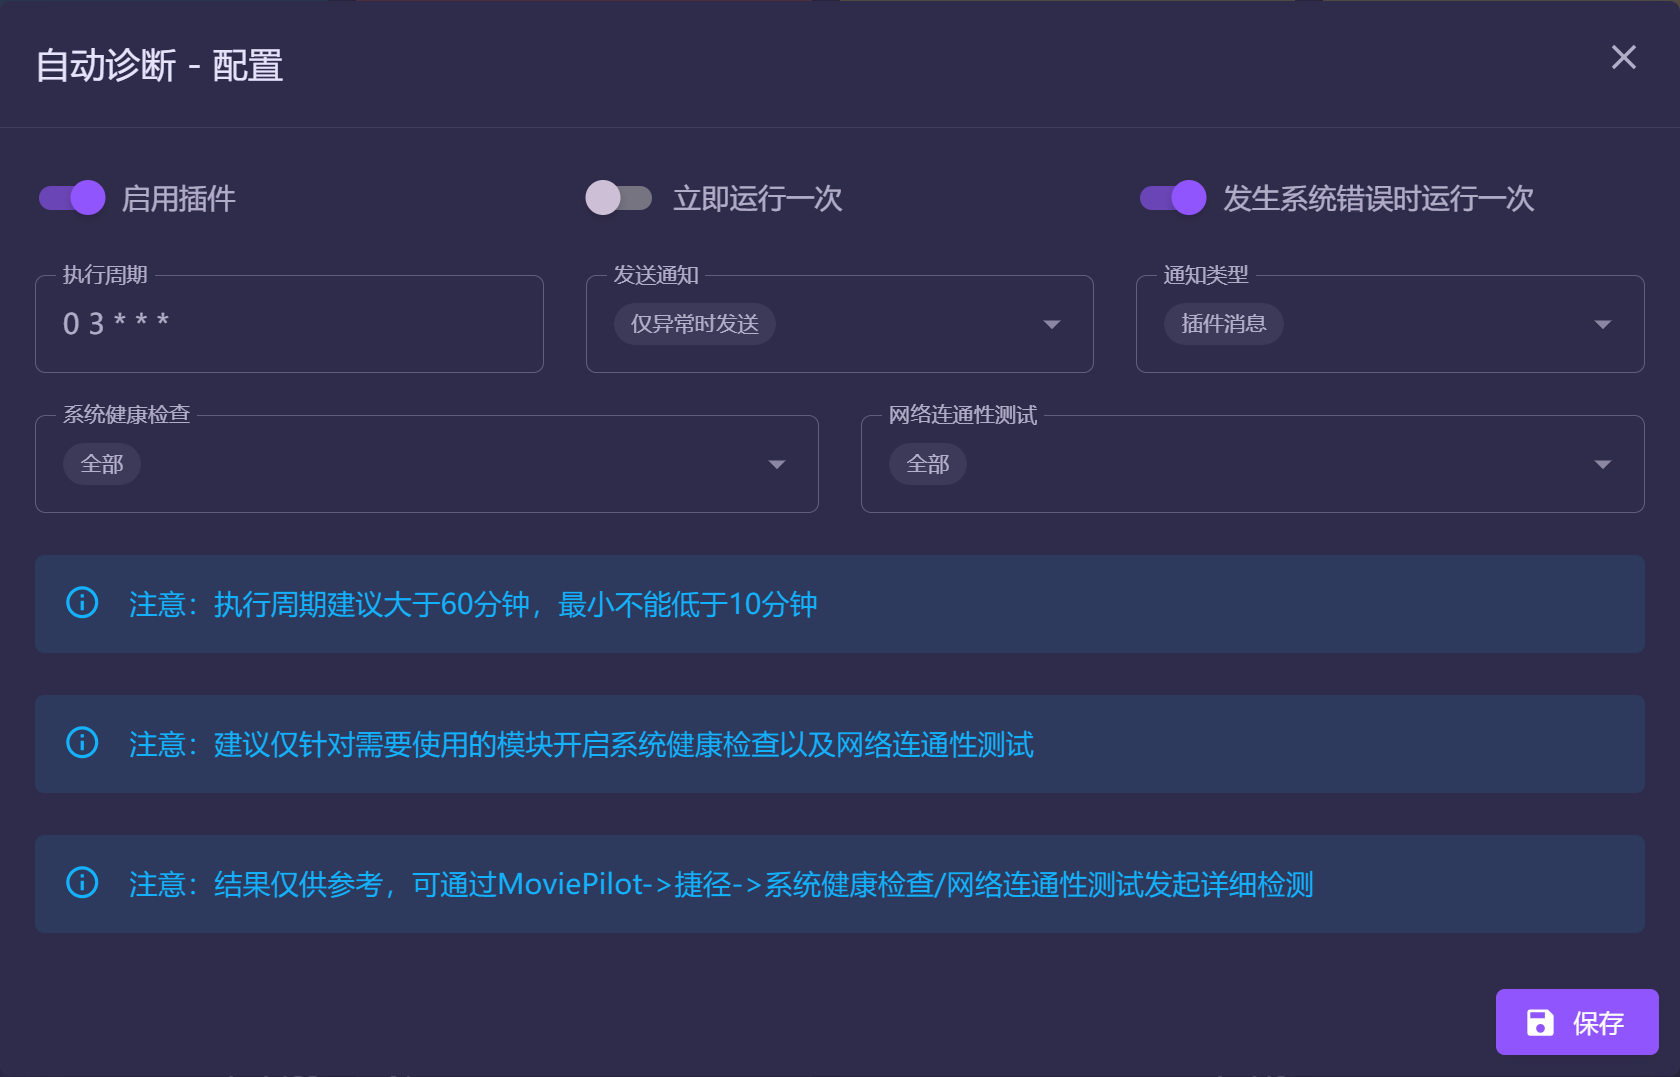 自动诊断 - 配置
启用插件
立即运行一次
发生系统错误时运行一次
执行周期
0 3 * * *
发送通知
仅异常时发送
通知类型
插件消息
系统健康检查
全部
网络连通性测试
全部
注意：执行周期建议大于60分钟，最小不能低于10分钟
注意：建议仅针对需要使用的模块开启系统健康检查以及网络连通性测试
注意：结果仅供参考，可通过MoviePilot->捷径->系统健康检查/网络连通性测试发起详细检测
保存